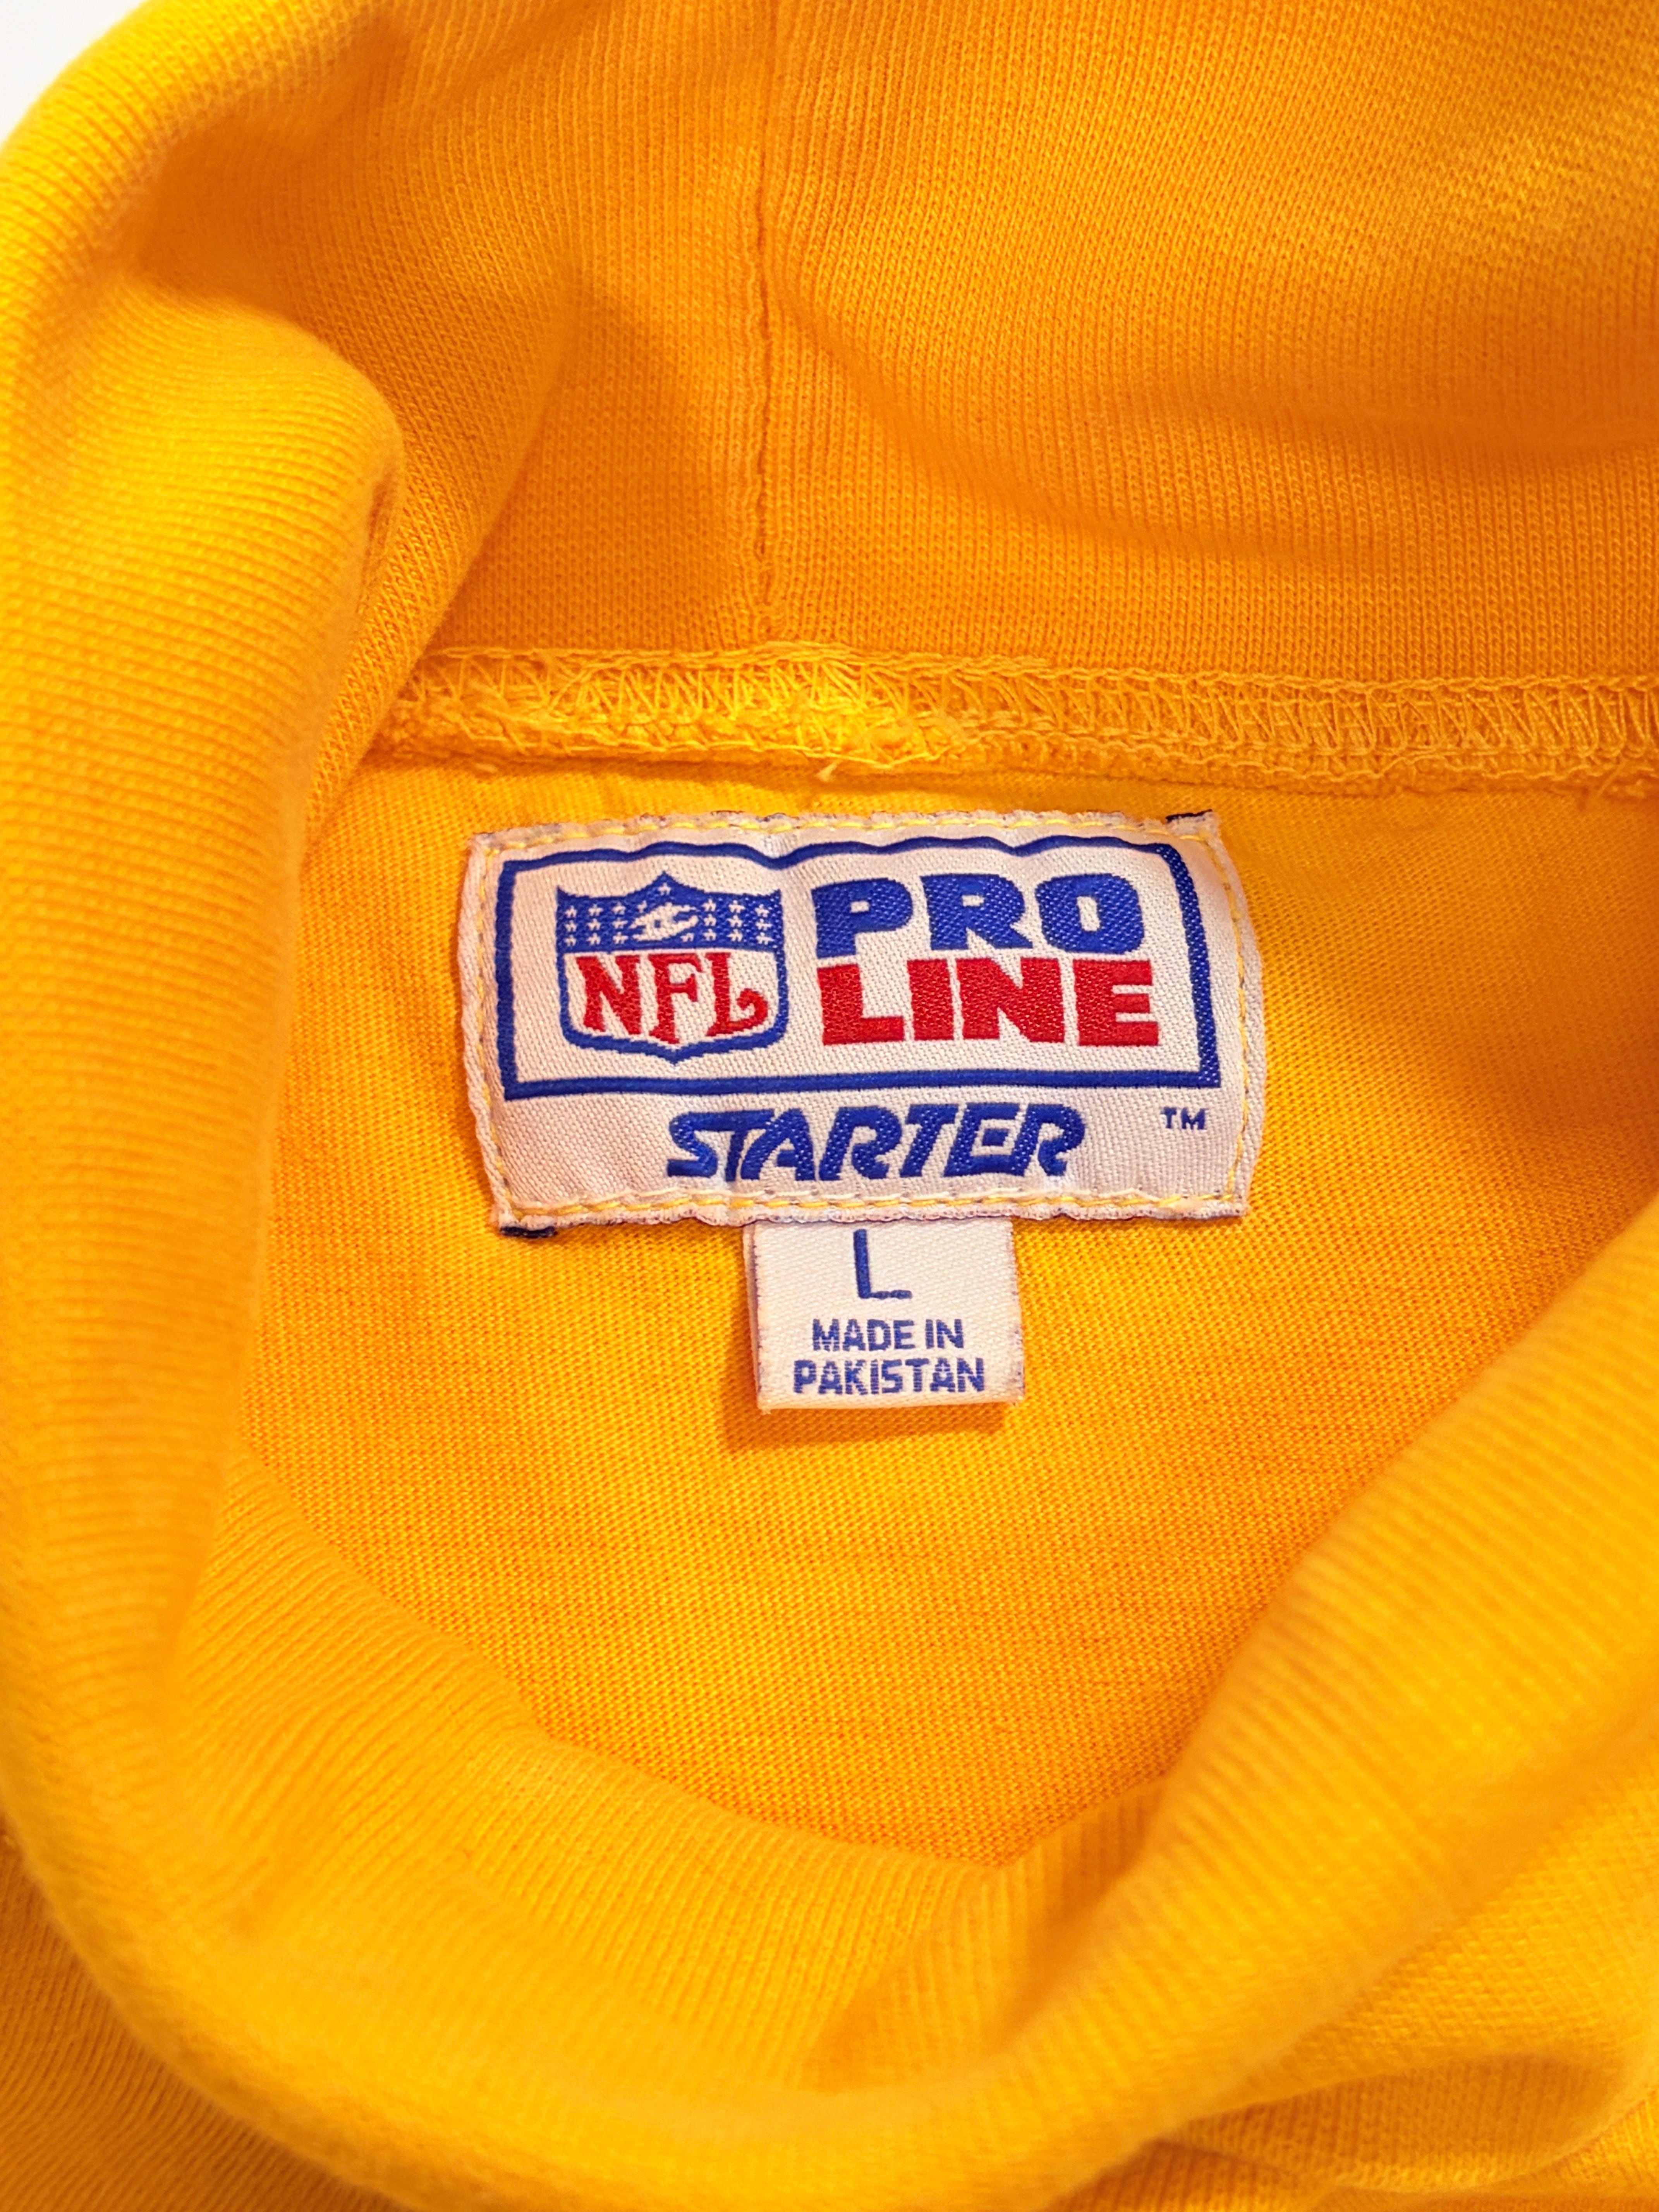 NFL PRO
LINE
STARTER ™
L
MADE IN
PAKISTAN